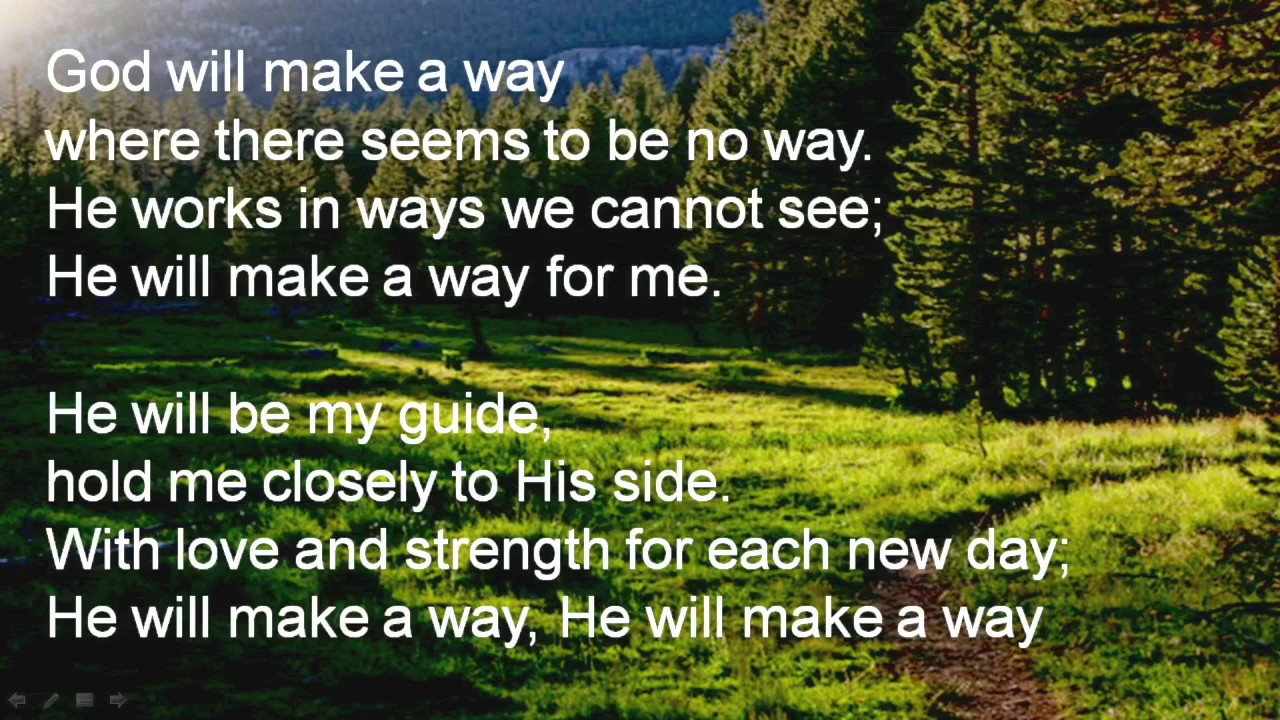 God will make a way
where there seems to be no way.
He works in ways we cannot see;
He will make a way for me.
He will be my guide,
hold me closely to His side.
With love and strength for each new day;
He will make a way, He will make a way